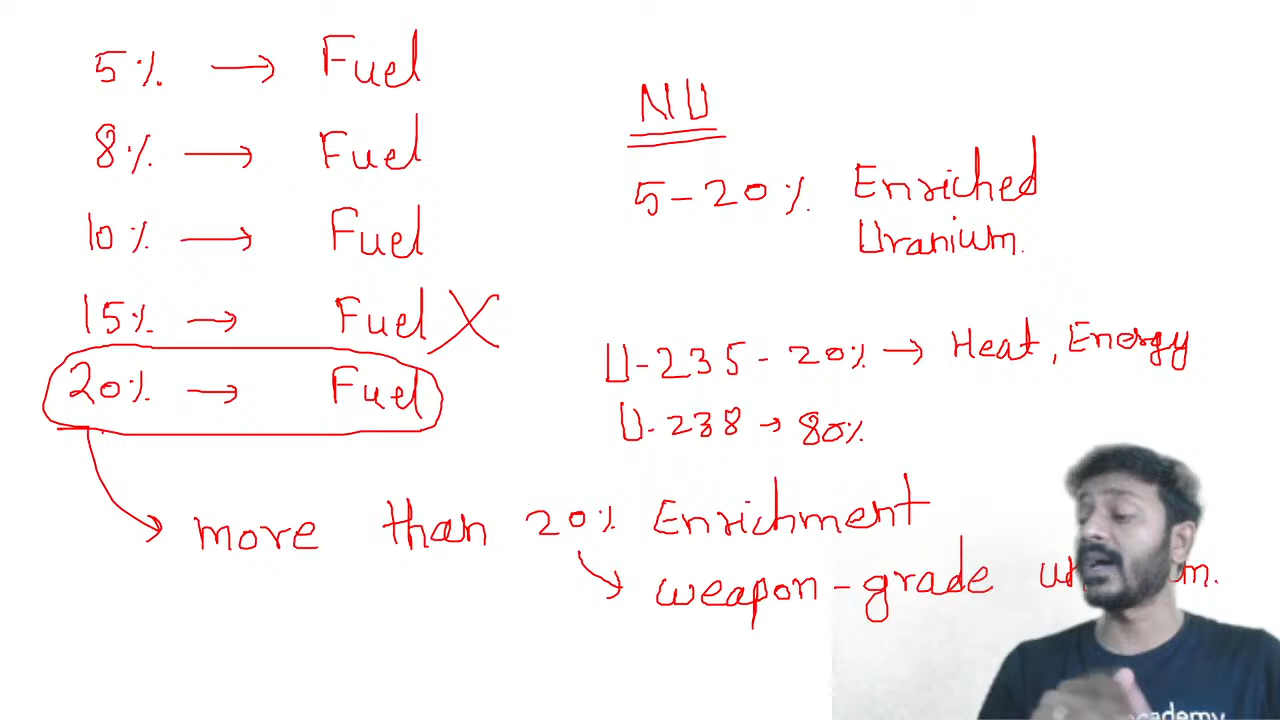 5% → Fuel
8% → Fuel
10% → Fuel
15% → Fuel X
20% → Fuel
NU
5-20% Enriched
Uranium.
U-235-20% → Heat, Energy
U-238 → 80%
more than 20% Enrichment
weapon-grade
cademy